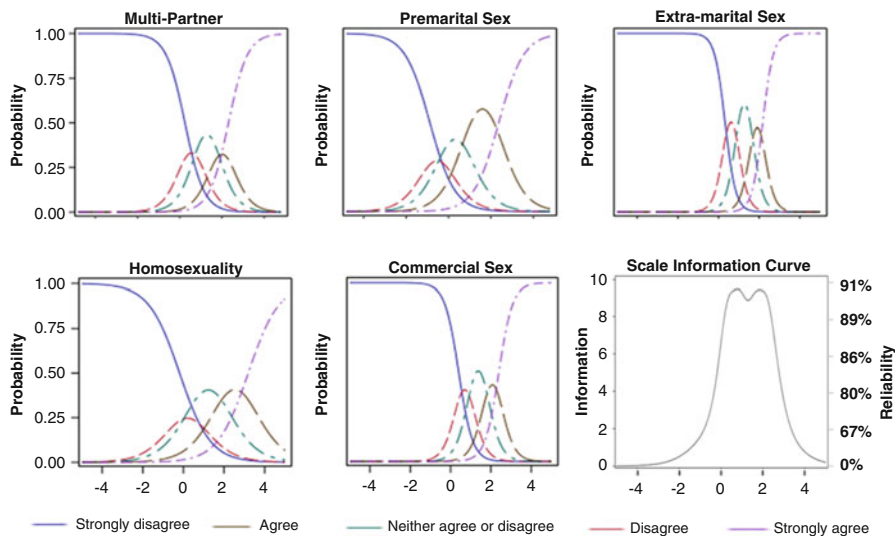 Multi-Partner
Premarital Sex
Extra-marital Sex
1.00
0.75
0.50
0.25
0.00
Probability
Probability
Probability
Homosexuality
Commercial Sex
Scale Information Curve
1.00
0.75
0.50
0.25
0.00
Probability
Probability
Information
10
8
6
4
2
0
91%
89%
86%
80%
67%
0%
Reliability
-4 -2 0 2 4
-4 -2 0 2 4
-4 -2 0 2 4
Strongly disagree Agree Neither agree or disagree Disagree Strongly agree